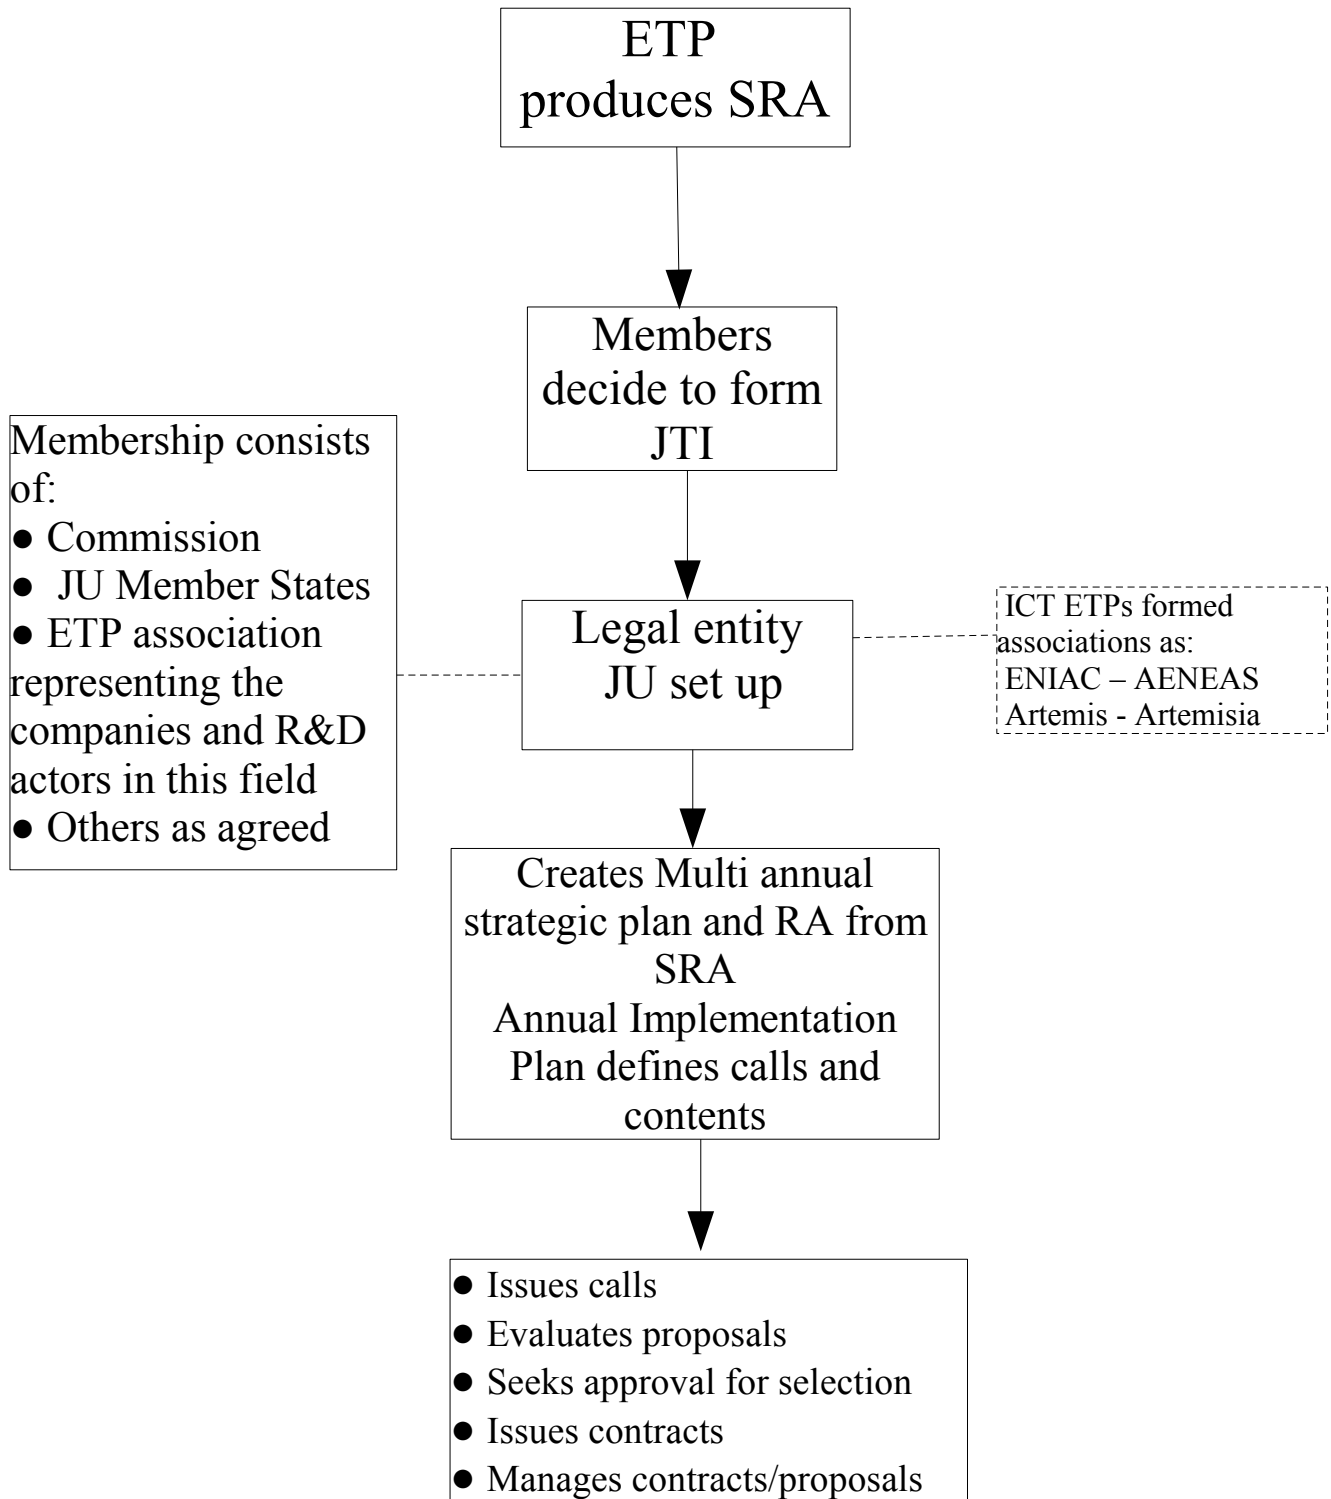 ETP
produces SRA
Members
decide to form
JTI
Membership consists
of:
● Commission
● JU Member States
● ETP association
representing the
companies and R&D
actors in this field
● Others as agreed
Legal entity
JU set up
ICT ETPs formed
associations as:
ENIAC – AENEAS
Artemis - Artemisia
Creates Multi annual
strategic plan and RA from
SRA
Annual Implementation
Plan defines calls and
contents
● Issues calls
● Evaluates proposals
● Seeks approval for selection
● Issues contracts
● Manages contracts/proposals